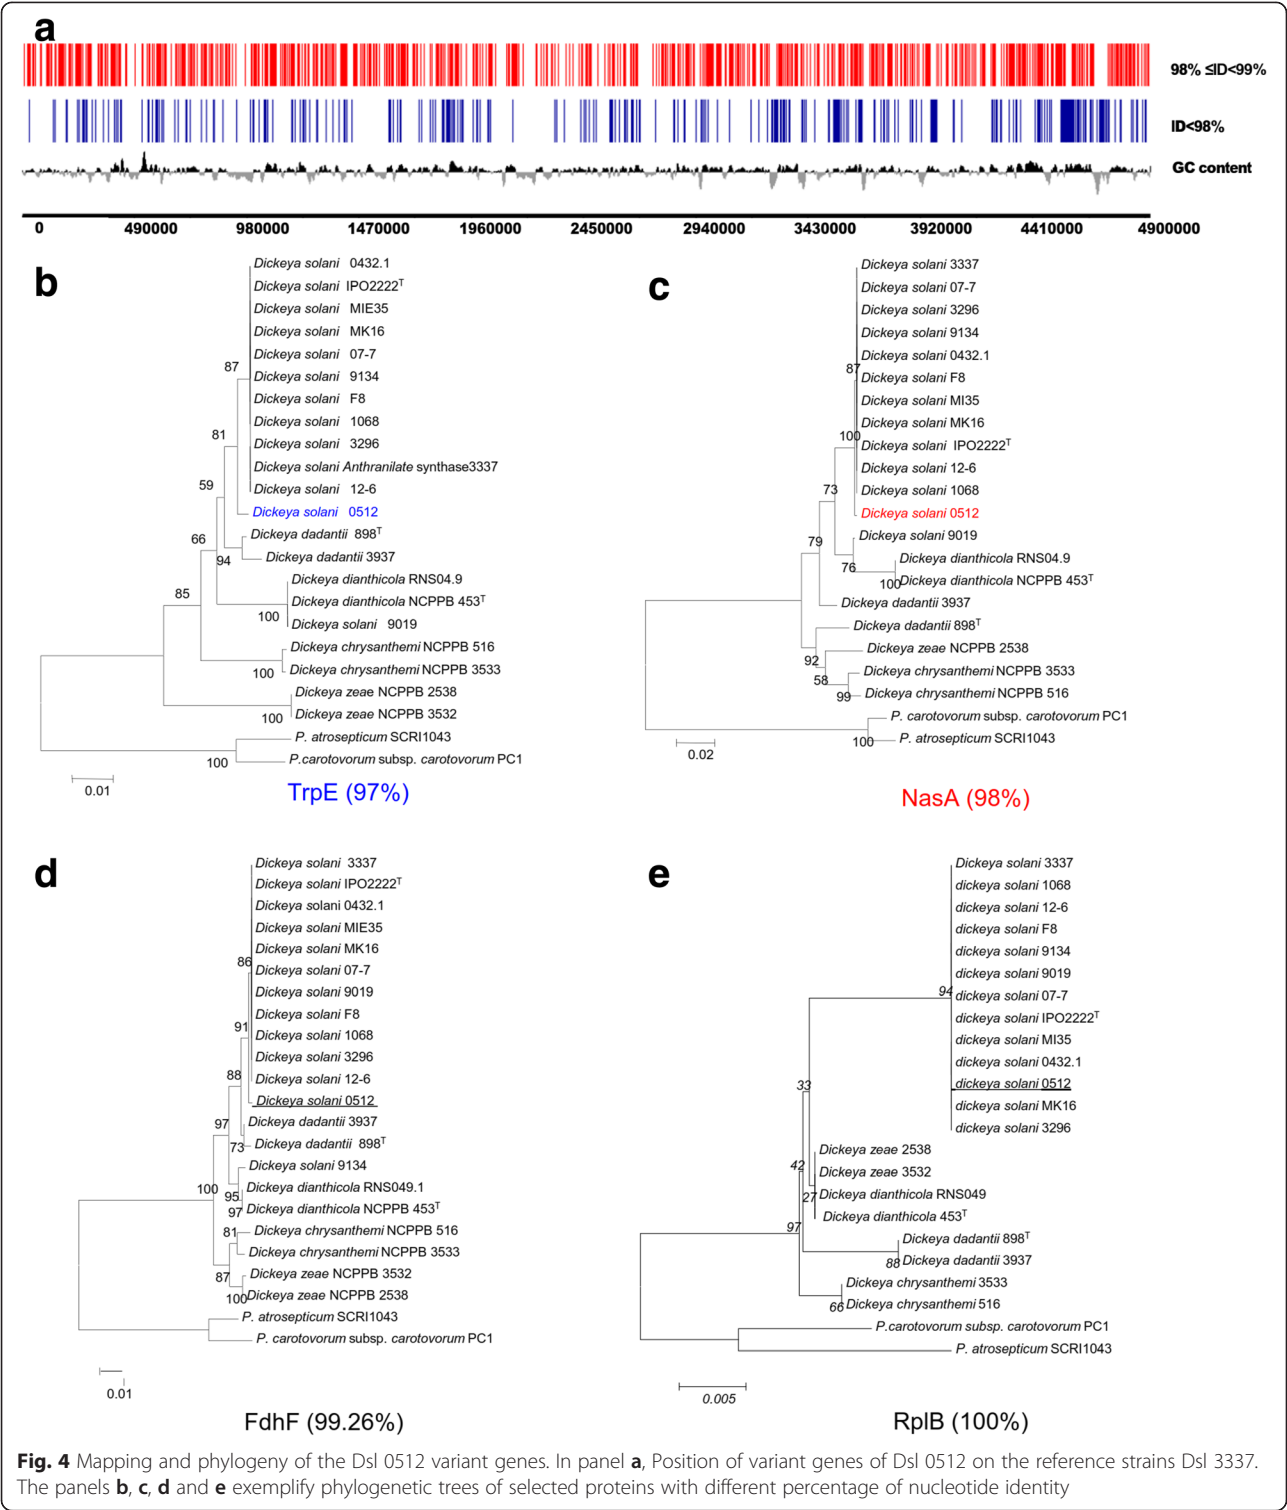 a
98% ≤ID<99%
ID<98%
GC content
0 490000 980000 1470000 1960000 2450000 2940000 3430000 3920000 4410000 4900000
b
Dickeya solani 0432.1
Dickeya solani IPO2222T
Dickeya solani MIE35
Dickeya solani MK16
Dickeya solani 07-7
87
Dickeya solani 9134
Dickeya solani F8
Dickeya solani 1068
81
Dickeya solani 3296
Dickeya solani Anthranilate synthase3337
59
Dickeya solani 12-6
Dickeya solani 0512
66
Dickeya dadantii 898T
94
Dickeya dadantii 3937
Dickeya dianthicola RNS04.9
85
Dickeya dianthicola NCPPB 453T
100
Dickeya solani 9019
Dickeya chrysanthemi NCPPB 516
100
Dickeya chrysanthemi NCPPB 3533
Dickeya zeae NCPPB 2538
100
Dickeya zeae NCPPB 3532
P. atrosepticum SCRI1043
100
P.carotovorum subsp. carotovorum PC1
0.01
TrpE (97%)
c
Dickeya solani 3337
Dickeya solani 07-7
Dickeya solani 3296
Dickeya solani 9134
Dickeya solani 0432.1
87
Dickeya solani F8
Dickeya solani MI35
Dickeya solani MK16
100
Dickeya solani IPO2222T
Dickeya solani 12-6
73
Dickeya solani 1068
Dickeya solani 0512
79
Dickeya solani 9019
76
Dickeya dianthicola RNS04.9
100
Dickeya dianthicola NCPPB 453T
Dickeya dadantii 3937
Dickeya dadantii 898T
92
Dickeya zeae NCPPB 2538
58
Dickeya chrysanthemi NCPPB 3533
99
Dickeya chrysanthemi NCPPB 516
P. carotovorum subsp. carotovorum PC1
100
P. atrosepticum SCRI1043
0.02
NasA (98%)
d
Dickeya solani 3337
Dickeya solani IPO2222T
Dickeya solani 0432.1
Dickeya solani MIE35
Dickeya solani MK16
86
Dickeya solani 07-7
Dickeya solani 9019
Dickeya solani F8
91
Dickeya solani 1068
Dickeya solani 3296
88
Dickeya solani 12-6
Dickeya solani 0512
97
Dickeya dadantii 3937
73
Dickeya dadantii 898T
Dickeya solani 9134
100
95
Dickeya dianthicola RNS049.1
97
Dickeya dianthicola NCPPB 453T
81
Dickeya chrysanthemi NCPPB 516
Dickeya chrysanthemi NCPPB 3533
87
Dickeya zeae NCPPB 3532
100
Dickeya zeae NCPPB 2538
P. atrosepticum SCRI1043
P. carotovorum subsp. carotovorum PC1
0.01
FdhF (99.26%)
e
Dickeya solani 3337
dickeya solani 1068
dickeya solani 12-6
dickeya solani F8
dickeya solani 9134
dickeya solani 9019
94
dickeya solani 07-7
dickeya solani IPO2222T
dickeya solani MI35
dickeya solani 0432.1
33
dickeya solani 0512
dickeya solani MK16
dickeya solani 3296
Dickeya zeae 2538
42
Dickeya zeae 3532
27
Dickeya dianthicola RNS049
Dickeya dianthicola 453T
97
Dickeya dadantii 898T
88
Dickeya dadantii 3937
Dickeya chrysanthemi 3533
66
Dickeya chrysanthemi 516
P.carotovorum subsp. carotovorum PC1
P. atrosepticum SCRI1043
0.005
RplB (100%)
Fig. 4 Mapping and phylogeny of the Dsl 0512 variant genes. In panel a, Position of variant genes of Dsl 0512 on the reference strains Dsl 3337.
The panels b, c, d and e exemplify phylogenetic trees of selected proteins with different percentage of nucleotide identity